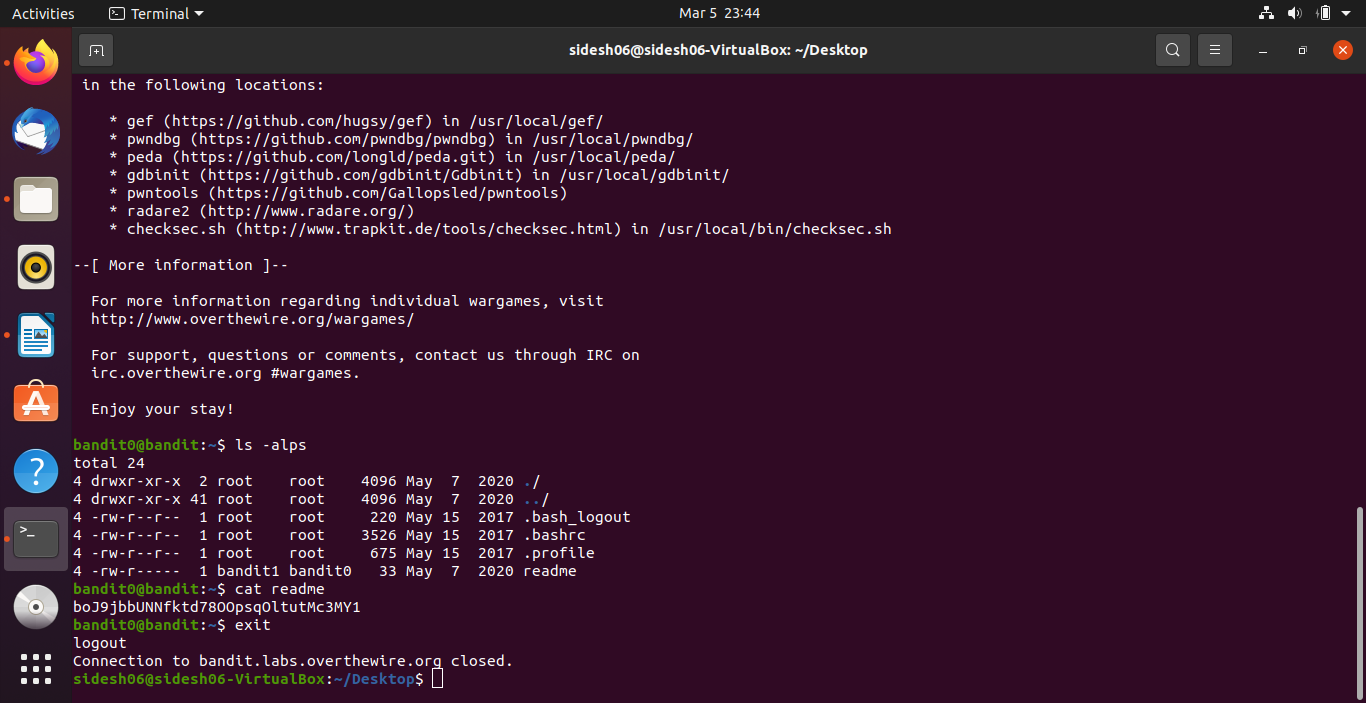 Activities Terminal Mar 5 23:44
sidesh06@sidesh06-VirtualBox: ~/Desktop
in the following locations:
* gef (https://github.com/hugsy/gef) in /usr/local/gef/
* pwndbg (https://github.com/pwndbg/pwndbg) in /usr/local/pwndbg/
* peda (https://github.com/longld/peda.git) in /usr/local/peda/
* gdbinit (https://github.com/gdbinit/Gdbinit) in /usr/local/gdbinit/
* pwntools (https://github.com/Gallopsled/pwntools)
* radare2 (http://www.radare.org/)
* checksec.sh (http://www.trapkit.de/tools/checksec.html) in /usr/local/bin/checksec.sh
--[ More information ]--
For more information regarding individual wargames, visit
http://www.overthewire.org/wargames/
For support, questions or comments, contact us through IRC on
irc.overthewire.org #wargames.
Enjoy your stay!
bandit0@bandit:~$ ls -alps
total 24
4 drwxr-xr-x  2 root    root    4096 May  7  2020 ./
4 drwxr-xr-x 41 root    root    4096 May  7  2020 ../
4 -rw-r--r--  1 root    root     220 May 15  2017 .bash_logout
4 -rw-r--r--  1 root    root    3526 May 15  2017 .bashrc
4 -rw-r--r--  1 root    root     675 May 15  2017 .profile
4 -rw-r-----  1 bandit1 bandit0   33 May  7  2020 readme
bandit0@bandit:~$ cat readme
boJ9jbbUNNfktd78OOpsqOltutMc3MY1
bandit0@bandit:~$ exit
logout
Connection to bandit.labs.overthewire.org closed.
sidesh06@sidesh06-VirtualBox:~/Desktop$